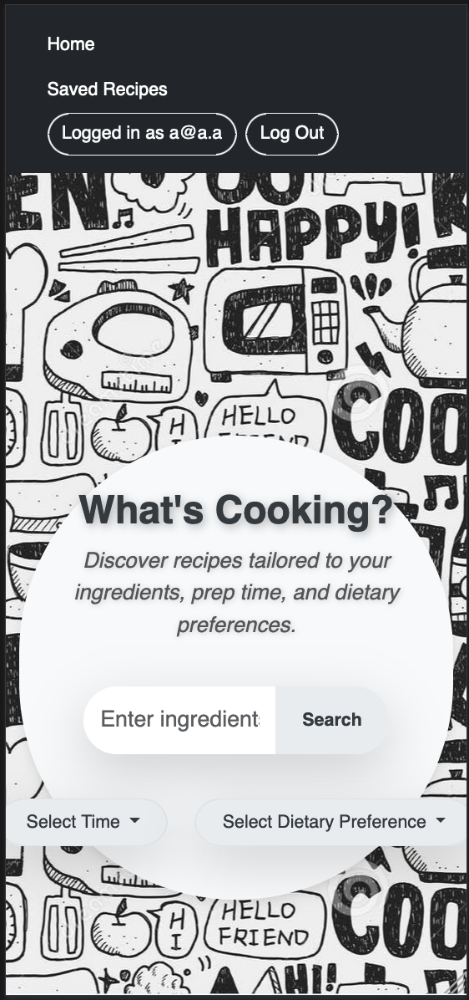 Home
Saved Recipes
Logged in as a@a.a
Log Out
EN
HAPPY!
HELLO
HI
COO
What's Cooking?
Discover recipes tailored to your
ingredients, prep time, and dietary
preferences.
Enter ingredient
Search
Select Time
Select Dietary Preference
HI
HELLO
FRIEND
COO
HI!